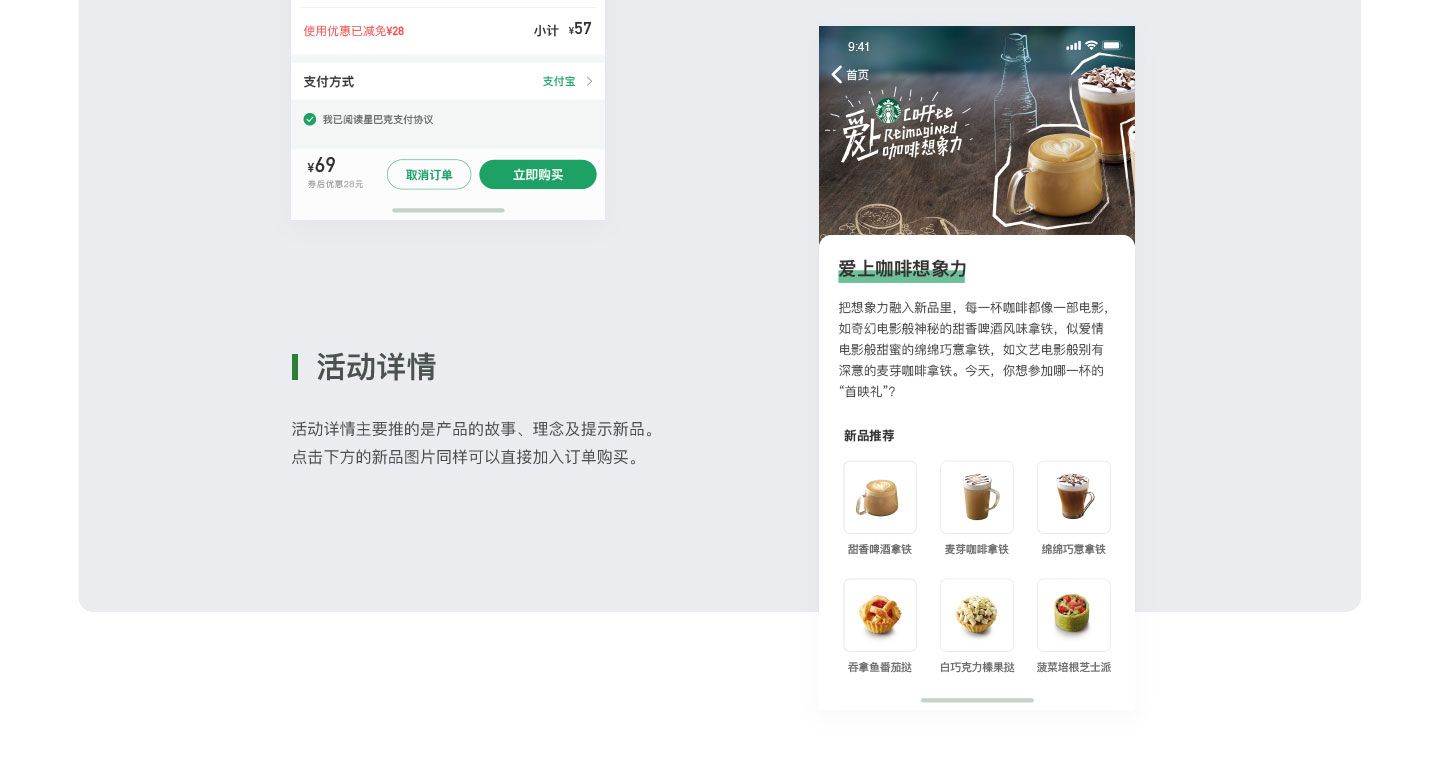 使用优惠已减免¥28
小计 ¥57
支付方式
支付宝
我已阅读星巴克支付协议
¥69
券后优惠28元
取消订单
立即购买
活动详情
活动详情主要推的是产品的故事、理念及提示新品。
点击下方的新品图片同样可以直接加入订单购买。
9:41
首页
爱上
Coffee
Reimagined
咖啡想象力
爱上咖啡想象力
把想象力融入新品里，每一杯咖啡都像一部电影，
如奇幻电影般神秘的甜香啤酒风味拿铁，似爱情
电影般甜蜜的绵绵巧意拿铁，如文艺电影般别有
深意的麦芽咖啡拿铁。今天，你想参加哪一杯的
“首映礼”？
新品推荐
甜香啤酒拿铁
麦芽咖啡拿铁
绵绵巧意拿铁
吞拿鱼番茄挞
白巧克力榛果挞
菠菜培根芝士派